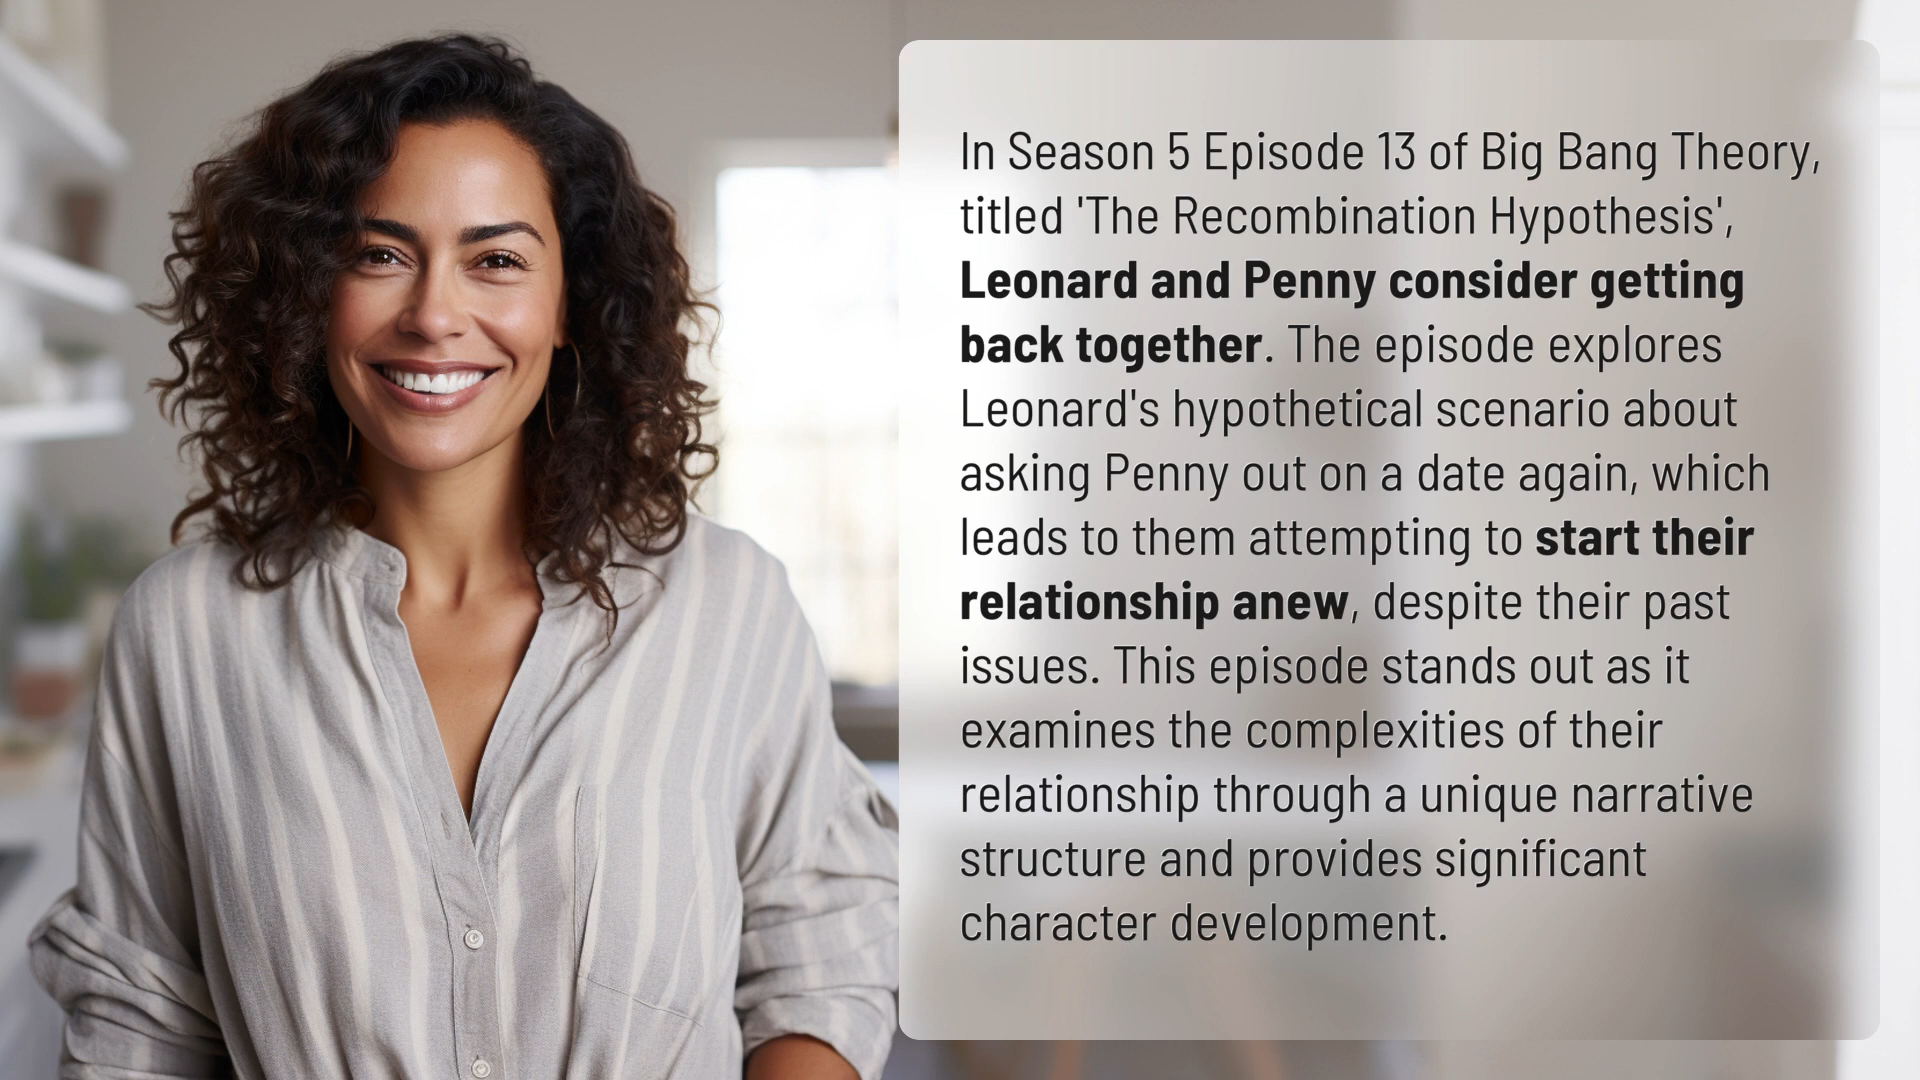 In Season 5 Episode 13 of Big Bang Theory,
titled 'The Recombination Hypothesis',
Leonard and Penny consider getting
back together. The episode explores
Leonard's hypothetical scenario about
asking Penny out on a date again, which
leads to them attempting to start their
relationship anew, despite their past
issues. This episode stands out as it
examines the complexities of their
relationship through a unique narrative
structure and provides significant
character development.